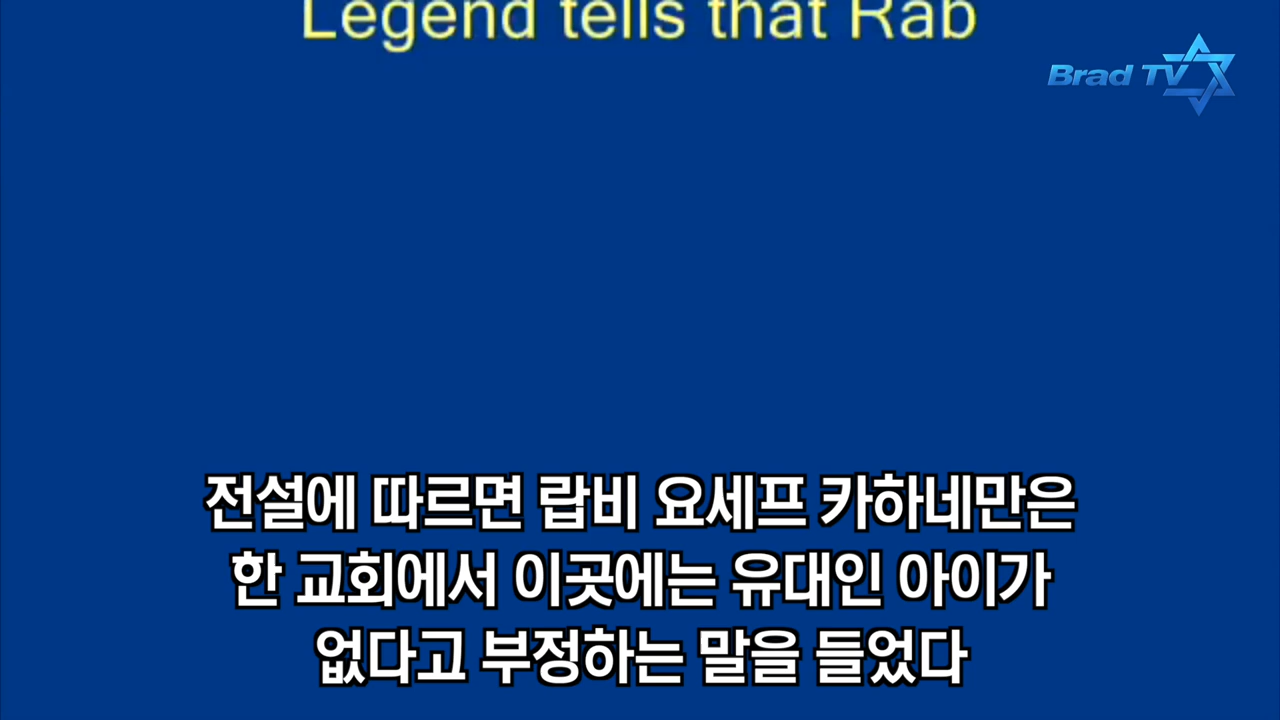 Legend tells that Rab
Brad TV
전설에 따르면 랍비 요세프 카하네만은
한 교회에서 이곳에는 유대인 아이가
없다고 부정하는 말을 들었다